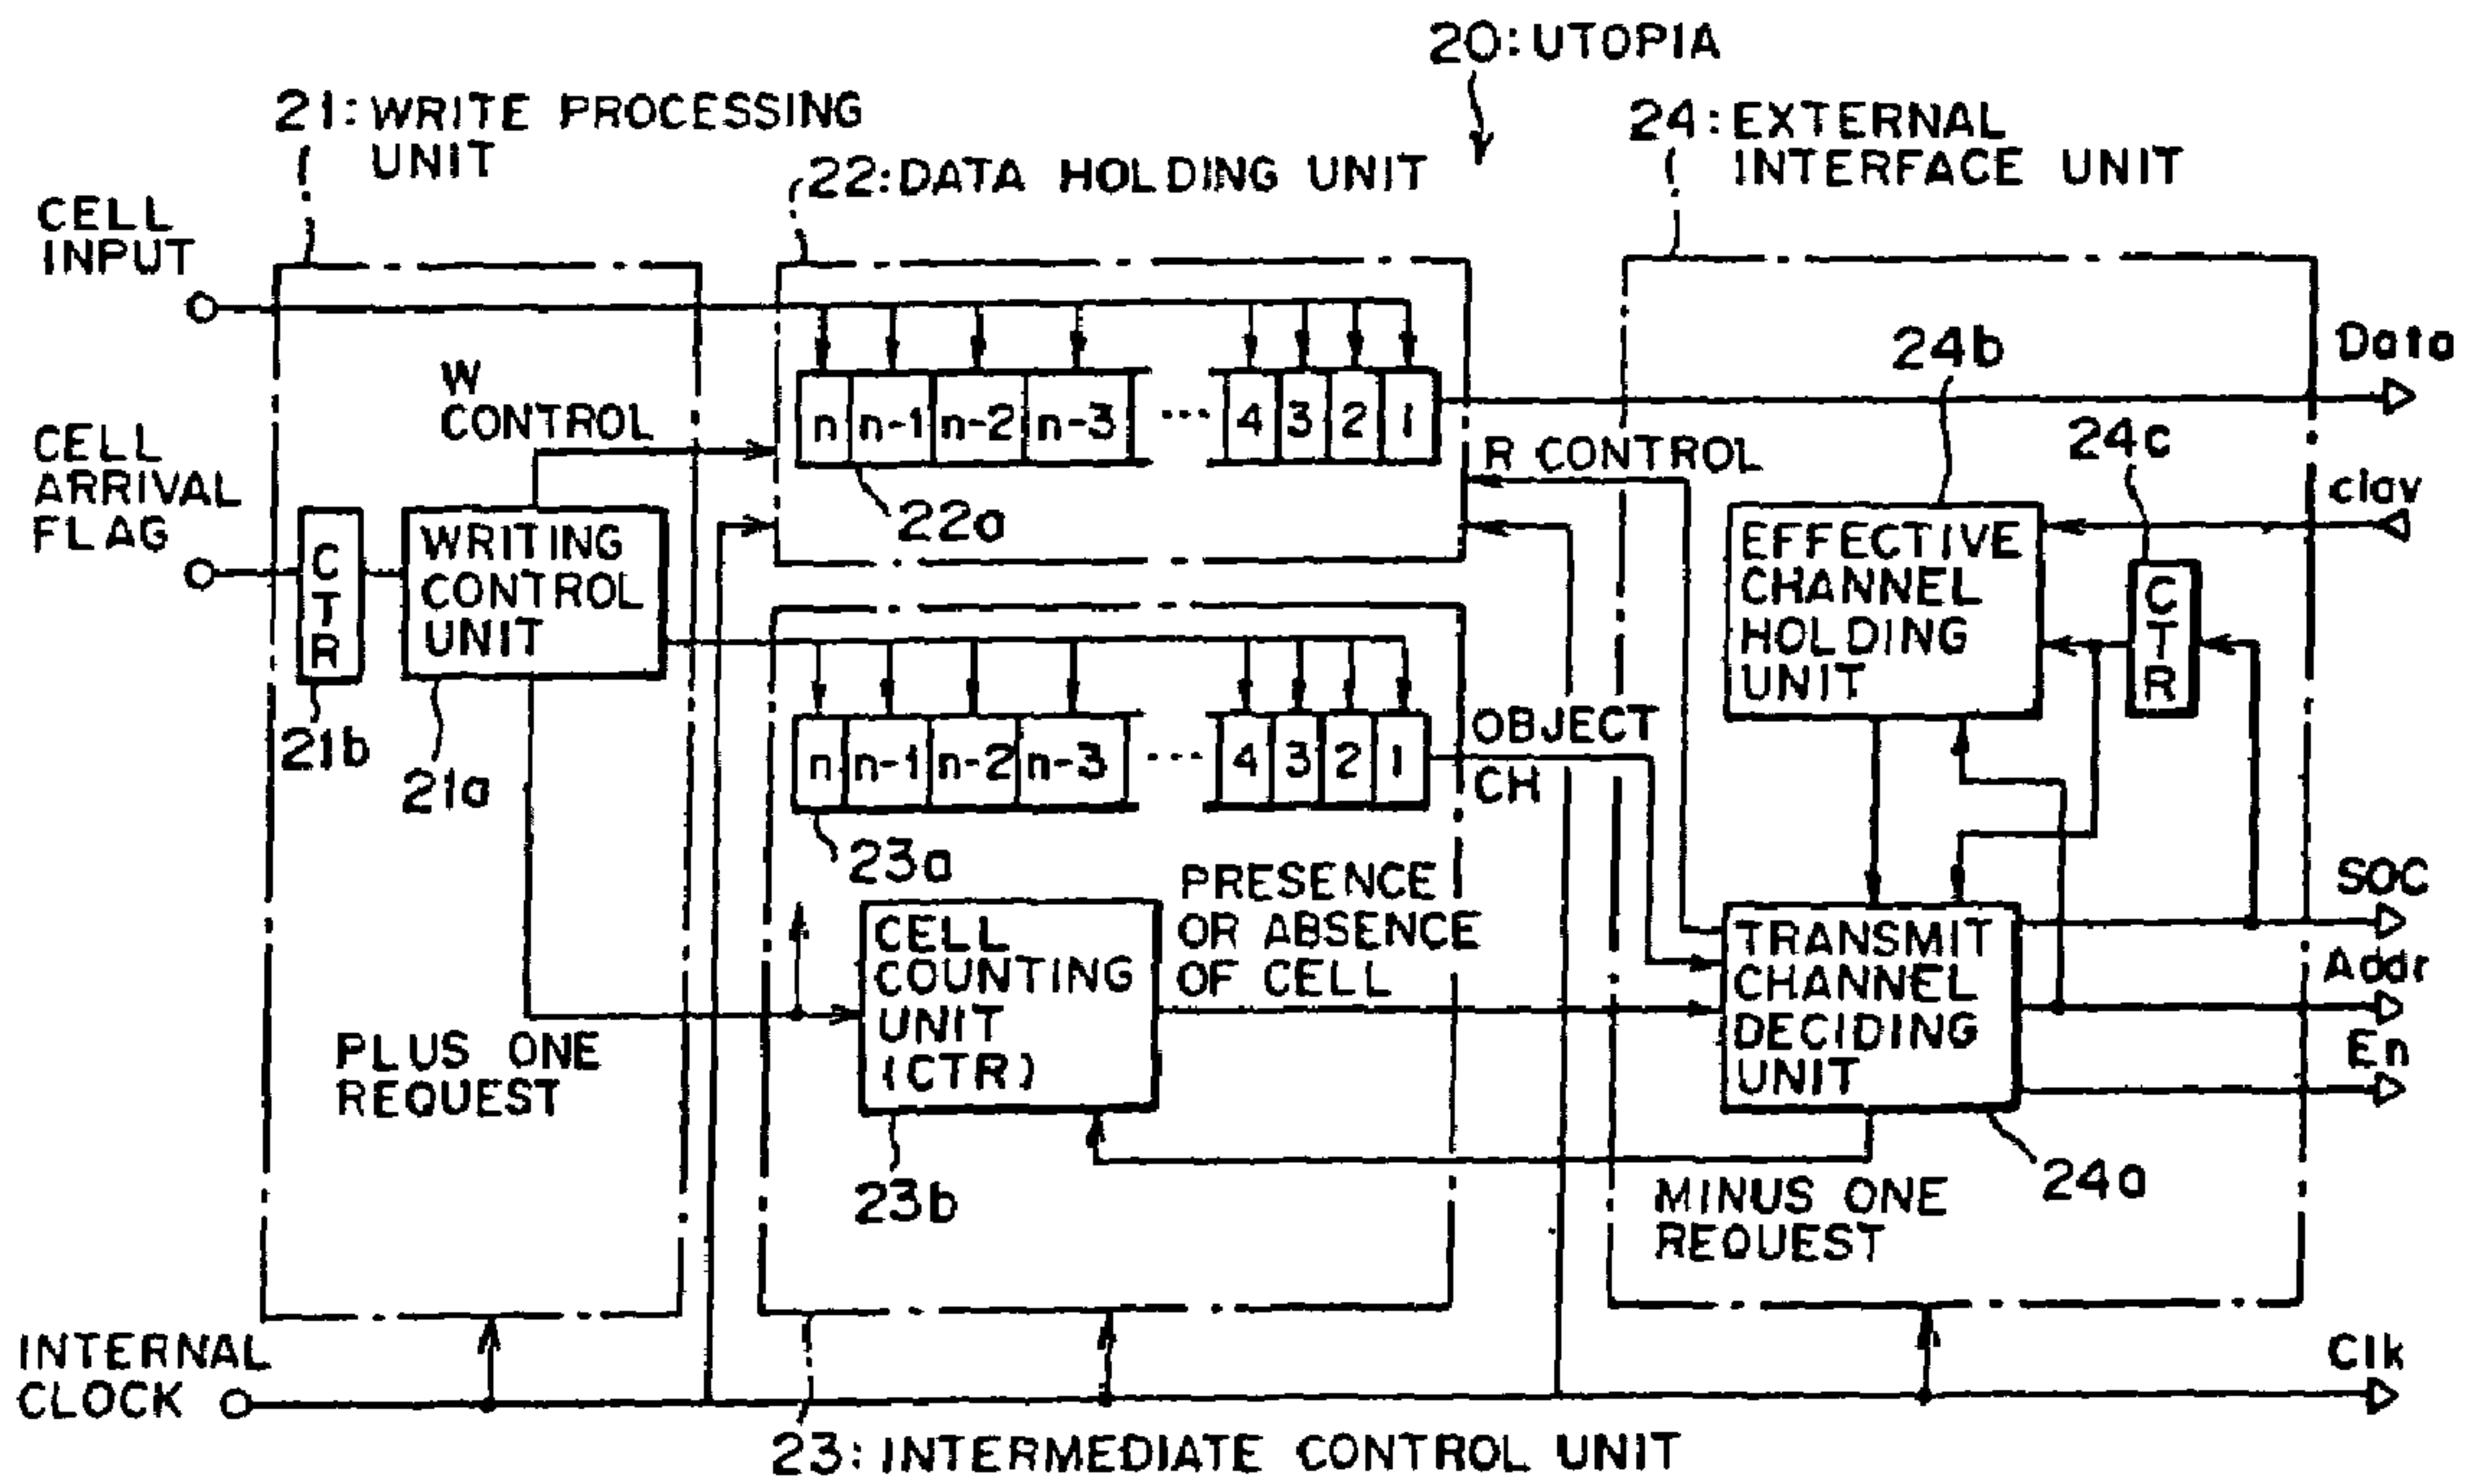 20: UTOPIA
21: WRITE PROCESSING
UNIT
22: DATA HOLDING UNIT
24: EXTERNAL
INTERFACE UNIT
CELL
INPUT
W
CONTROL
n n-1 n-2 n-3 ... 4 3 2 1
22a
R CONTROL
24b
24c
Data
clav
CELL
ARRIVAL
FLAG
CTR
21b
WRITING
CONTROL
UNIT
21a
EFFECTIVE
CHANNEL
HOLDING
UNIT
CTR
n n-1 n-2 n-3 ... 4 3 2 1
23a
OBJECT
CH
PRESENCE
OR ABSENCE
OF CELL
CELL
COUNTING
UNIT
(CTR)
23b
PLUS ONE
REQUEST
TRANSMIT
CHANNEL
DECIDING
UNIT
24a
MINUS ONE
REQUEST
SOC
Addr
En
INTERNAL
CLOCK
Clk
23: INTERMEDIATE CONTROL UNIT